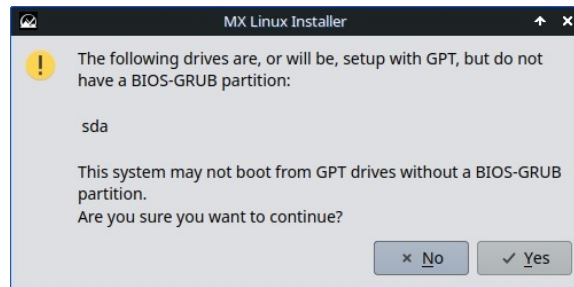 MX Linux Installer
The following drives are, or will be, setup with GPT, but do not
have a BIOS-GRUB partition:
sda
This system may not boot from GPT drives without a BIOS-GRUB
partition.
Are you sure you want to continue?
No
Yes